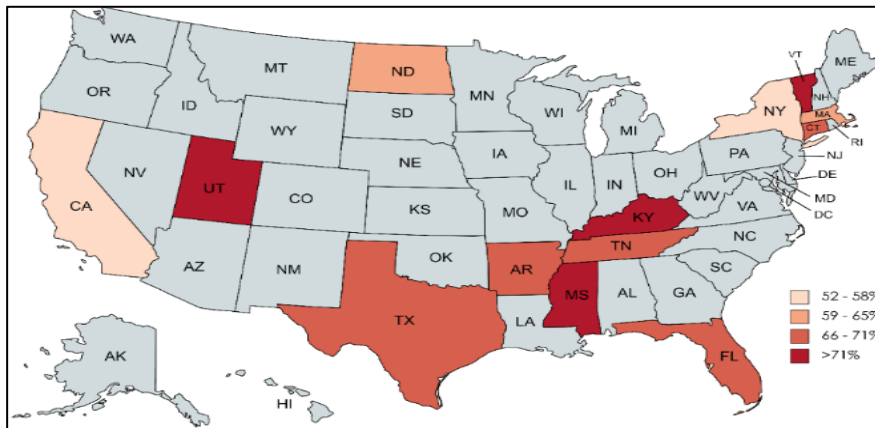 WA
MT
ND
MN
VT
ME
OR
ID
WY
SD
WI
MI
NY
NH
MA
CT
RI
NV
UT
CO
NE
IA
IL
IN
OH
PA
NJ
DE
MD
DC
CA
KS
MO
KY
WV
VA
AZ
NM
OK
AR
TN
NC
SC
TX
LA
MS
AL
GA
FL
AK
HI
52 - 58%
59 - 65%
66 - 71%
>71%